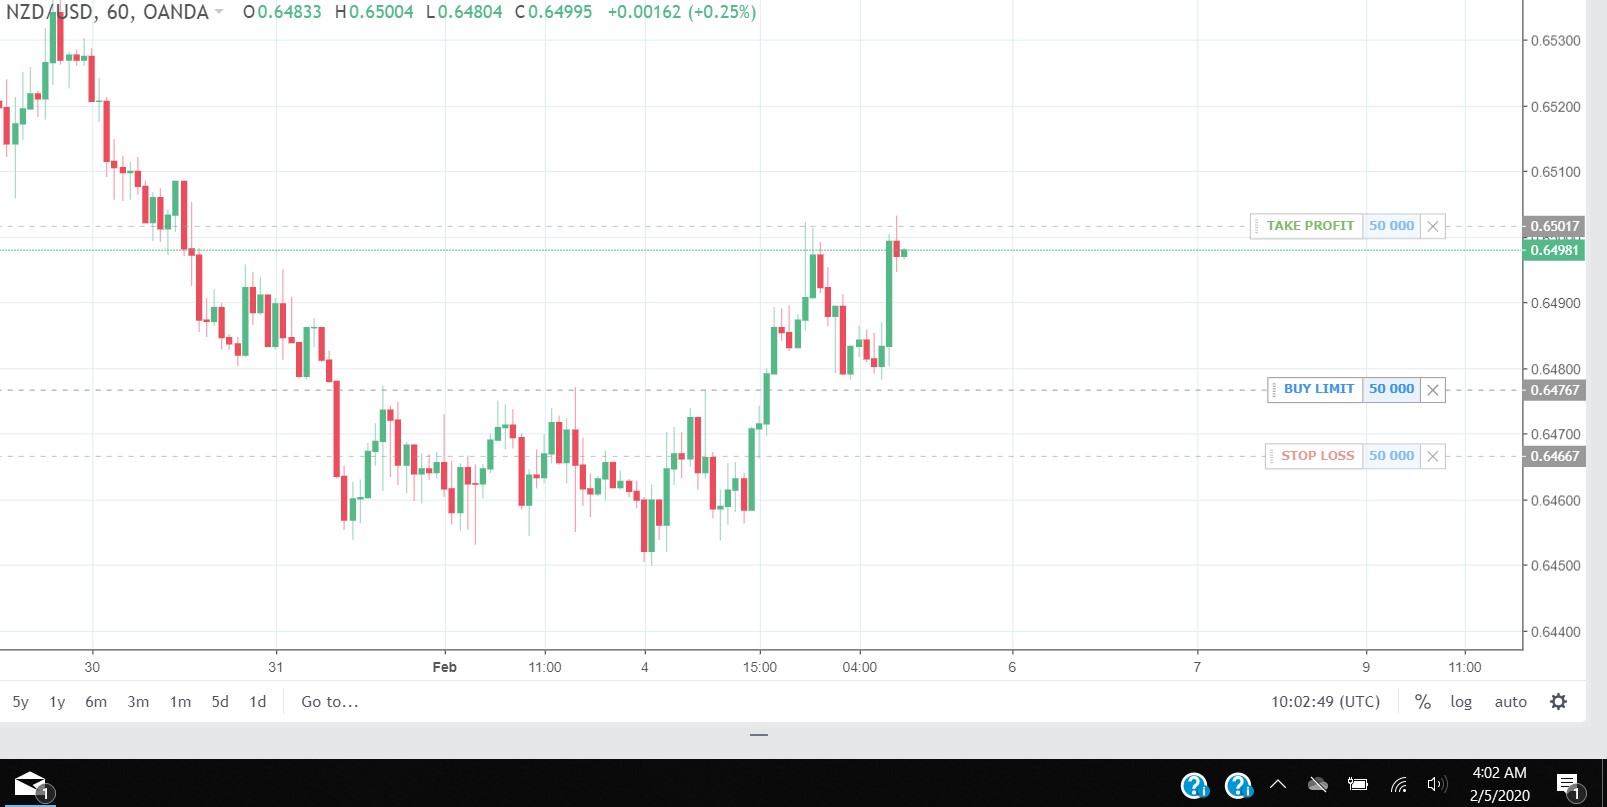 NZD/USD, 60, OANDA O0.64833 H0.65004 L0.64804 C0.64995 +0.00162 (+0.25%)
0.65300
0.65200
0.65100
TAKE PROFIT 50 000 0.65017
0.64981
0.64900
0.64800
BUY LIMIT 50 000 0.64767
0.64700
STOP LOSS 50 000 0.64667
0.64600
0.64500
0.64400
30 31 Feb 11:00 4 15:00 04:00 6 7 9 11:00
5y 1y 6m 3m 1m 5d 1d Go to... 10:02:49 (UTC) % log auto
1 4:02 AM
2/5/2020 1